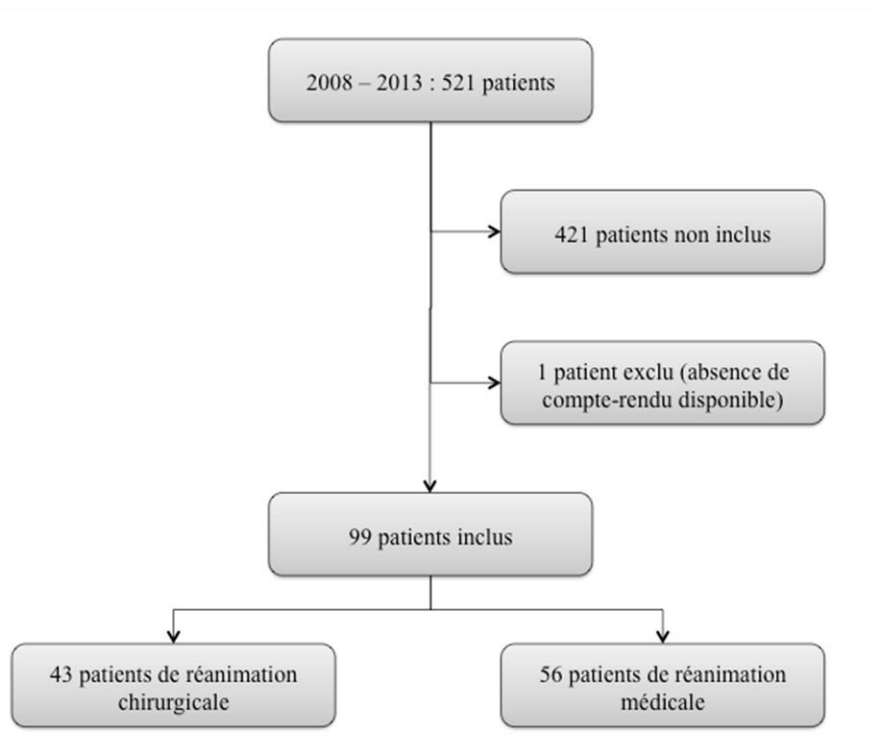 2008 – 2013 : 521 patients
421 patients non inclus
1 patient exclu (absence de
compte-rendu disponible)
99 patients inclus
43 patients de réanimation
chirurgicale
56 patients de réanimation
médicale